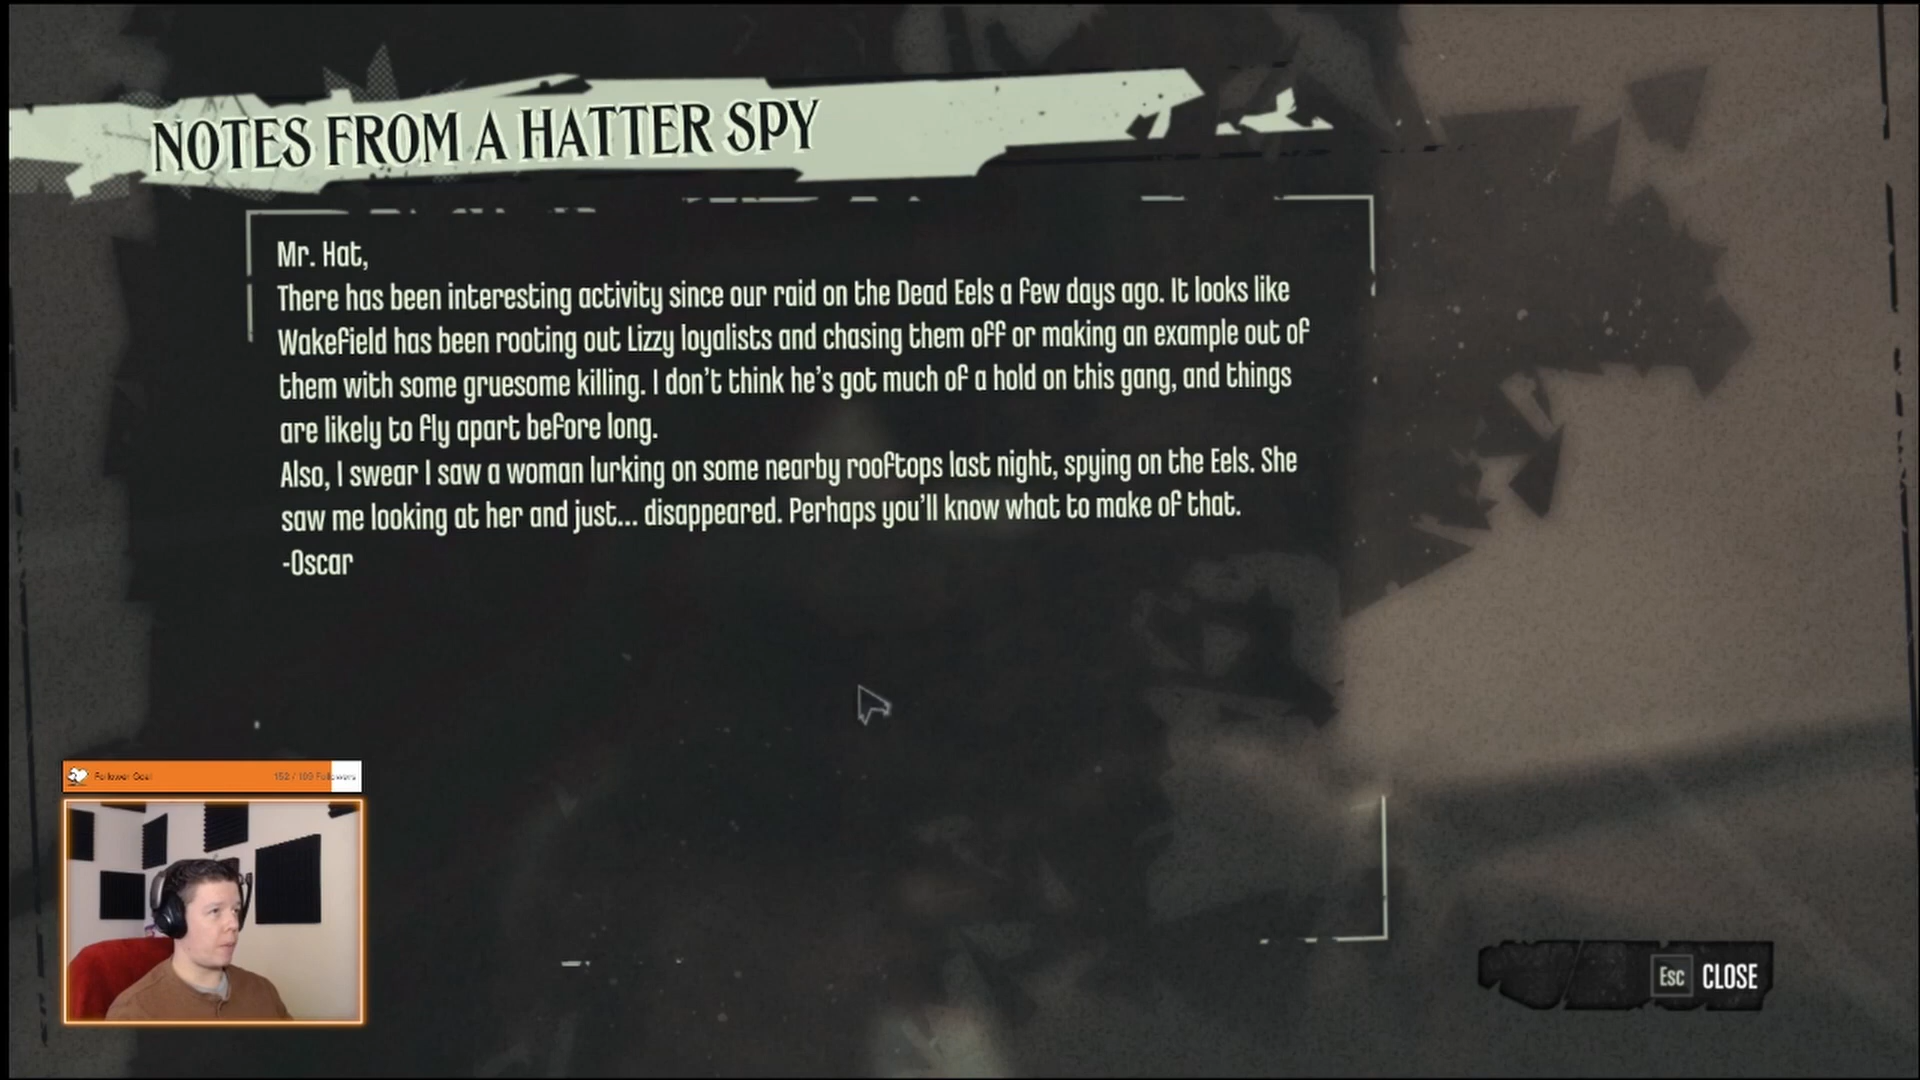 NOTES FROM A HATTER SPY
Mr. Hat,
There has been interesting activity since our raid on the Dead Eels a few days ago. It looks like
Wakefield has been rooting out Lizzy loyalists and chasing them off or making an example out of
them with some gruesome killing. I don't think he's got much of a hold on this gang, and things
are likely to fly apart before long.
Also, I swear I saw a woman lurking on some nearby rooftops last night, spying on the Eels. She
saw me looking at her and just... disappeared. Perhaps you'll know what to make of that.
-Oscar
Follower Goal
Followers
Esc CLOSE